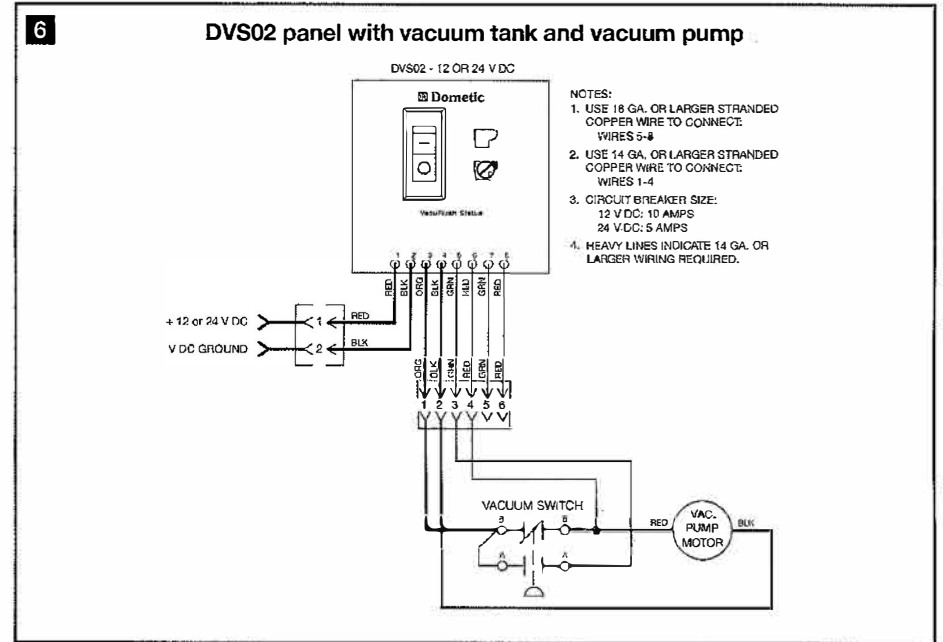 6
DVS02 panel with vacuum tank and vacuum pump
DVS02 - 12 OR 24 V DC
Dometic
VacuFlush Status
1 2 3 4 5 6 7 8
RED BLK ORG BLK GRN RED GRN RED
NOTES:
1. USE 18 GA. OR LARGER STRANDED
COPPER WIRE TO CONNECT:
WIRES 5-8
2. USE 14 GA. OR LARGER STRANDED
COPPER WIRE TO CONNECT:
WIRES 1-4
3. CIRCUIT BREAKER SIZE:
12 V DC: 10 AMPS
24 V DC: 5 AMPS
4. HEAVY LINES INDICATE 14 GA. OR
LARGER WIRING REQUIRED.
+ 12 or 24 V DC 1 RED
V DC GROUND 2 BLK
ORG BLK GRN RED GRN RED
1 2 3 4 5 6
VACUUM SWITCH
B B
A A
RED
VAC.
PUMP
MOTOR
BLK